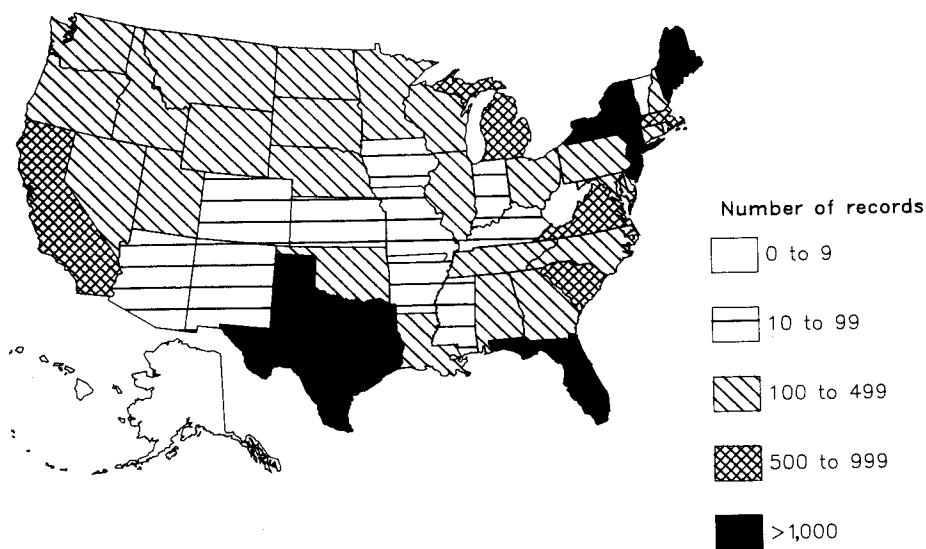 Number of records
0 to 9
10 to 99
100 to 499
500 to 999
>1,000